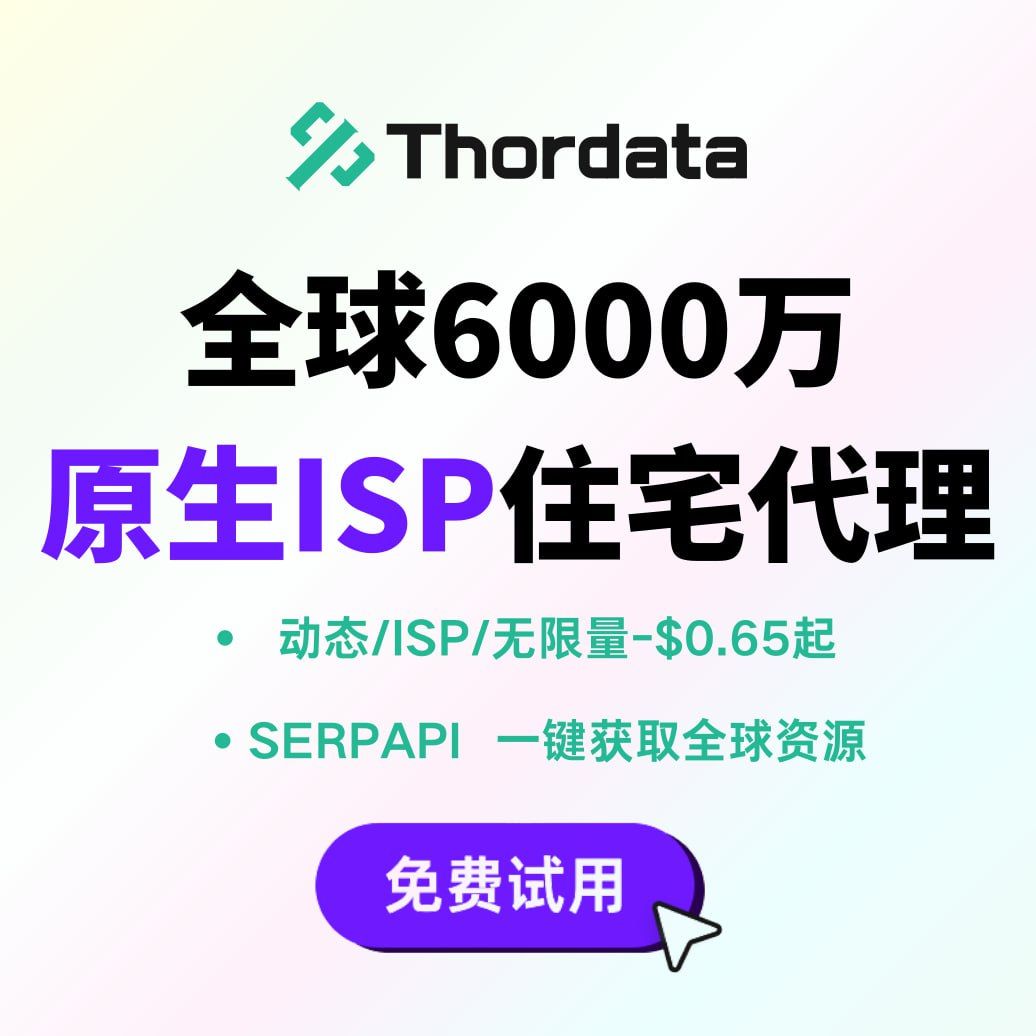 Thordata
全球6000万
原生ISP住宅代理
• 动态/ISP/无限量-$0.65起
• SERPAPI 一键获取全球资源
免费试用